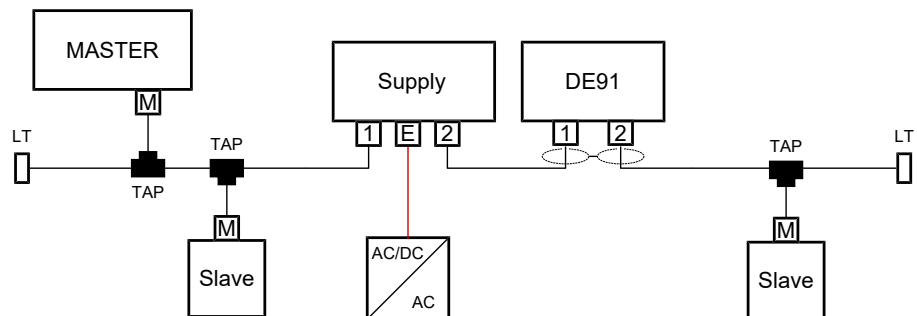 MASTER
M
LT
TAP
TAP
Supply
1
E
2
DE91
1
2
TAP
LT
M
Slave
AC/DC
AC
M
Slave